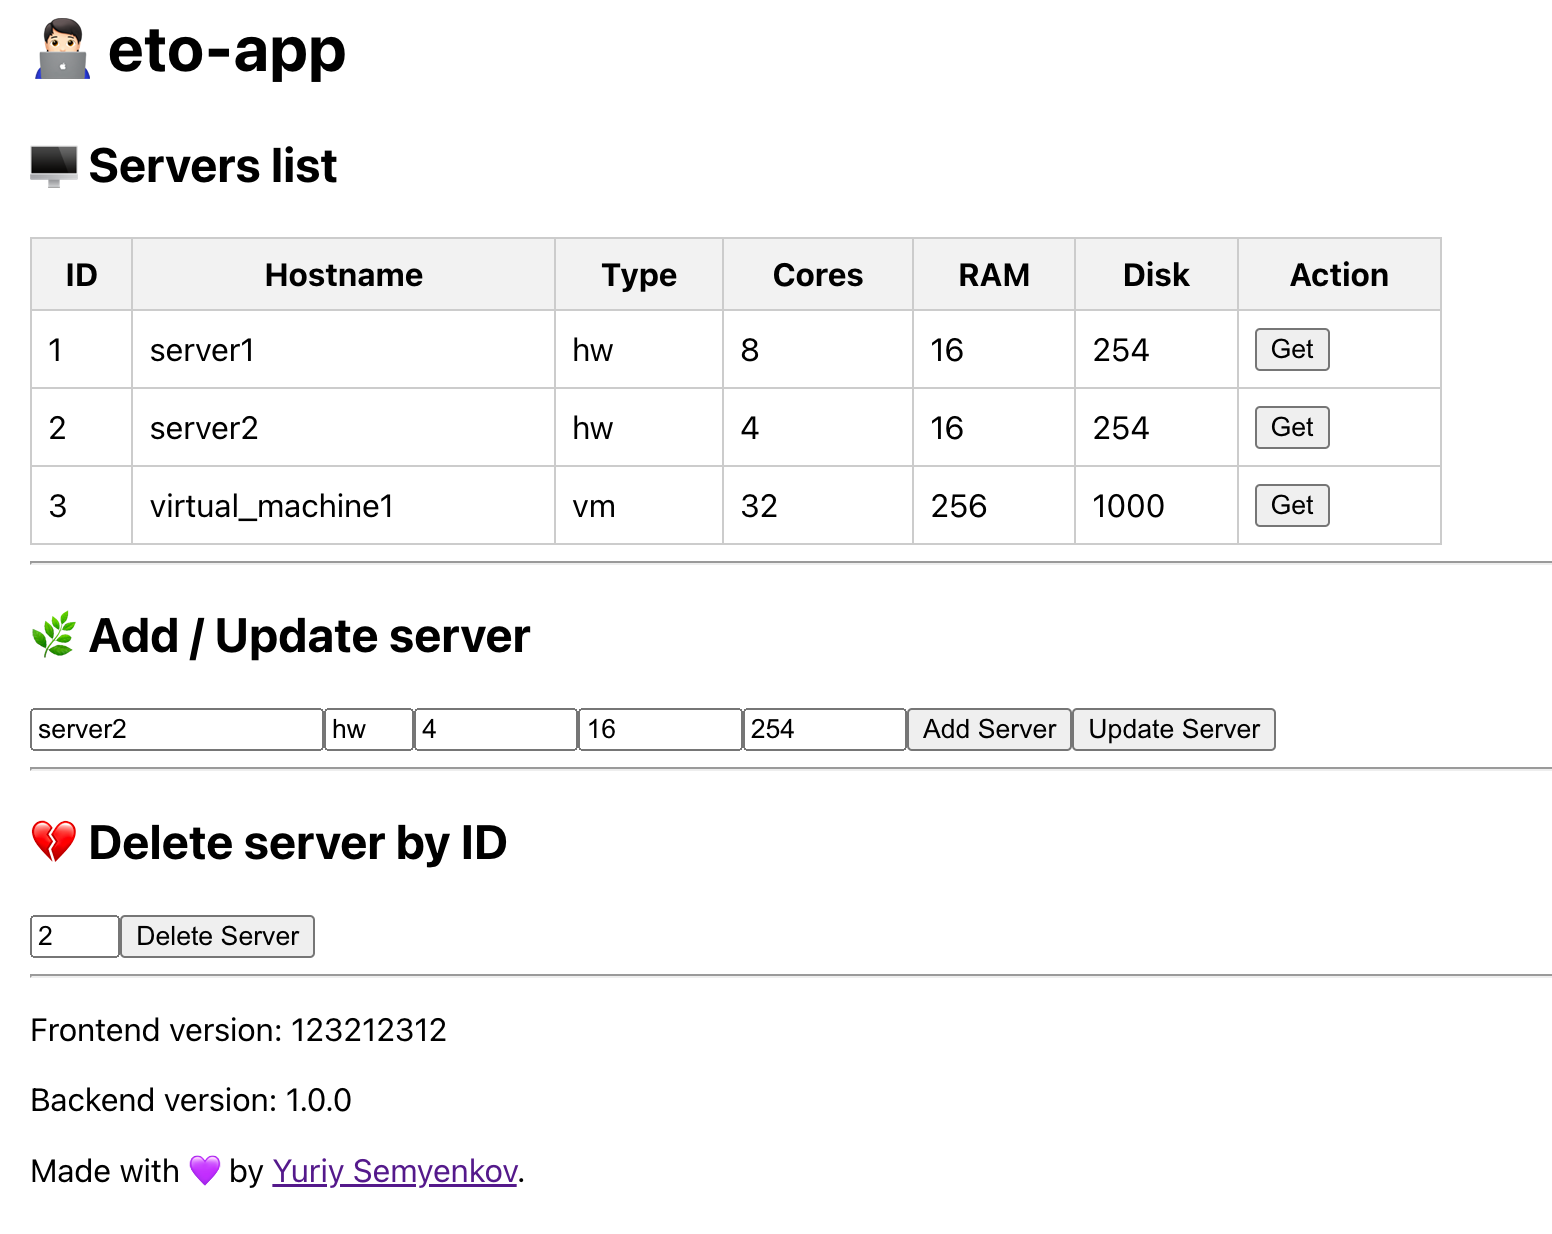 eto-app
Servers list
ID Hostname Type Cores RAM Disk Action
1 server1 hw 8 16 254 Get
2 server2 hw 4 16 254 Get
3 virtual_machine1 vm 32 256 1000 Get
Add / Update server
server2 hw 4 16 254 Add Server Update Server
Delete server by ID
2 Delete Server
Frontend version: 123212312
Backend version: 1.0.0
Made with 💜 by Yuriy Semyenkov.